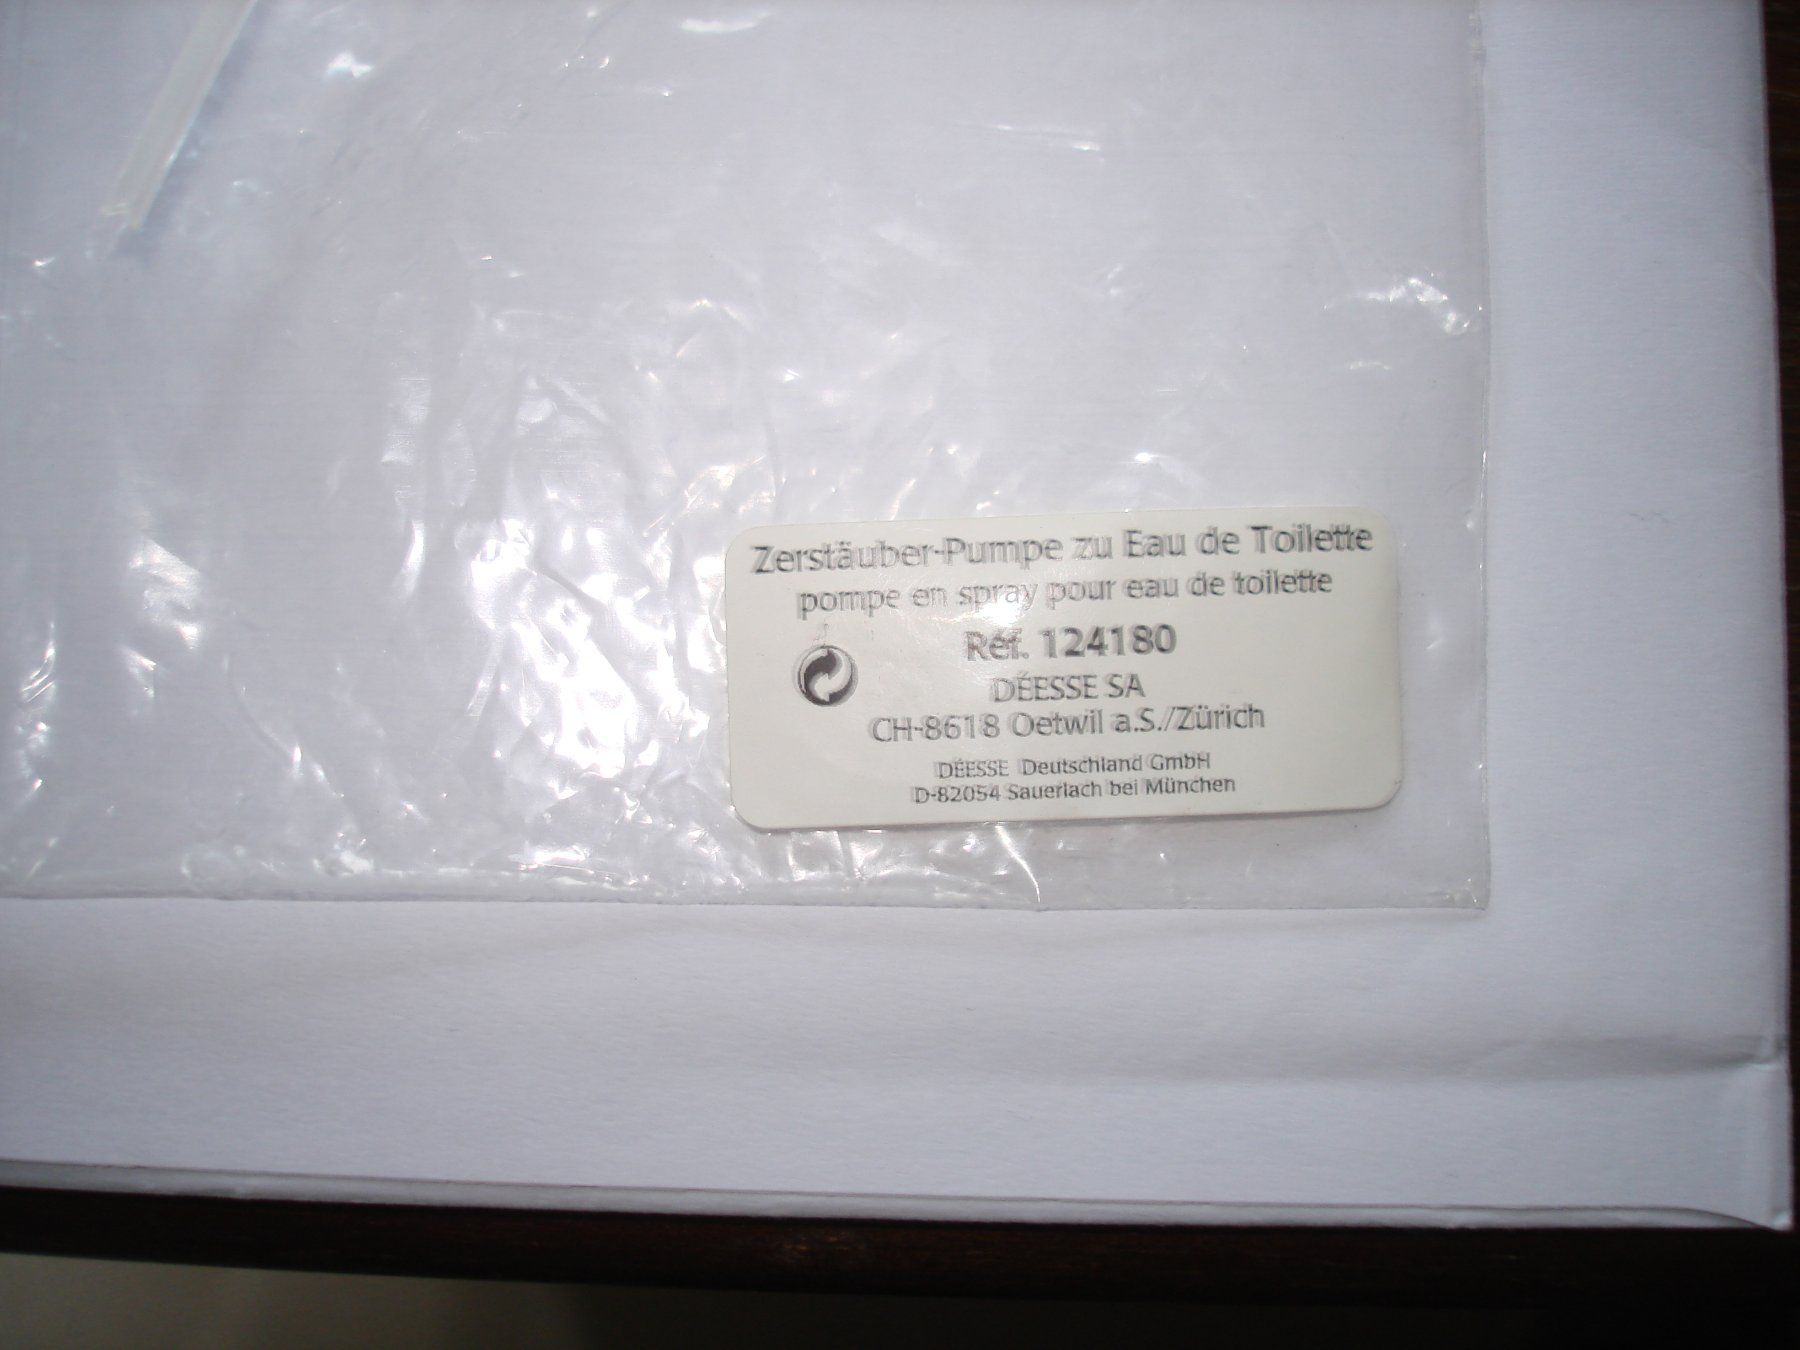 Zerstäuber-Pumpe zu Eau de Toilette
pompe en spray pour eau de toilette
Réf. 124180
DÉESSE SA
CH-8618 Oetwil a.S./Zürich
DÉESSE Deutschland GmbH
D-82054 Sauerlach bei München